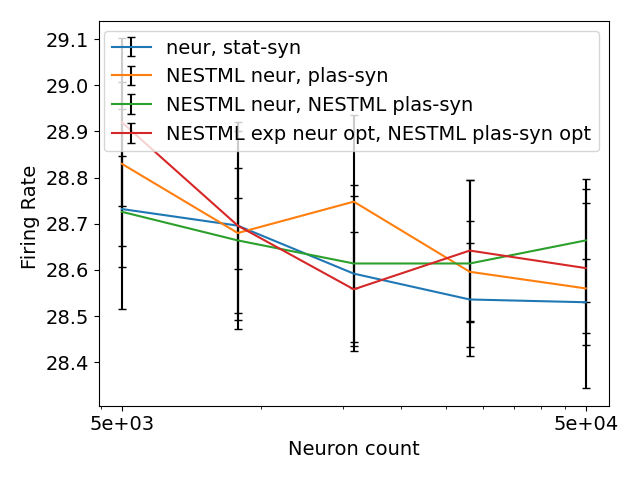 neur, stat-syn
NESTML neur, plas-syn
NESTML neur, NESTML plas-syn
NESTML exp neur opt, NESTML plas-syn opt
Firing Rate
29.1
29.0
28.9
28.8
28.7
28.6
28.5
28.4
5e+03
5e+04
Neuron count